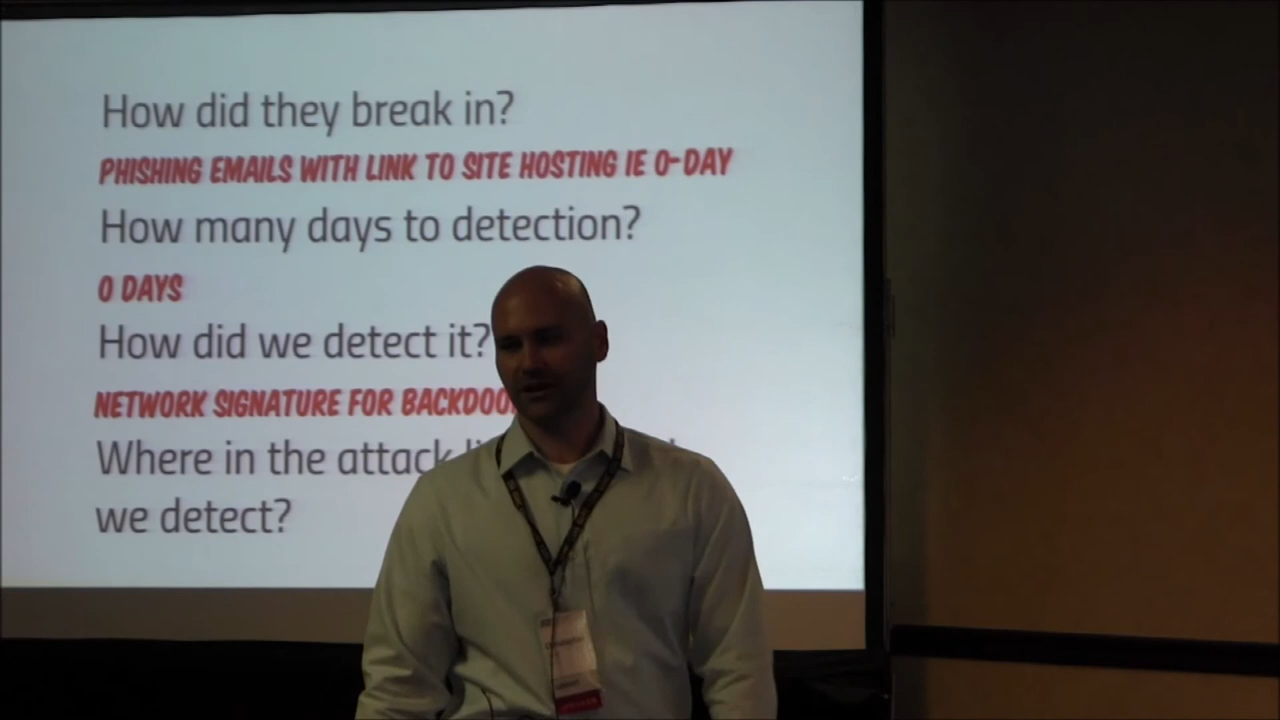 How did they break in?
PHISHING EMAILS WITH LINK TO SITE HOSTING IE 0-DAY
How many days to detection?
0 DAYS
How did we detect it?
NETWORK SIGNATURE FOR
Where in the attack
we detect?